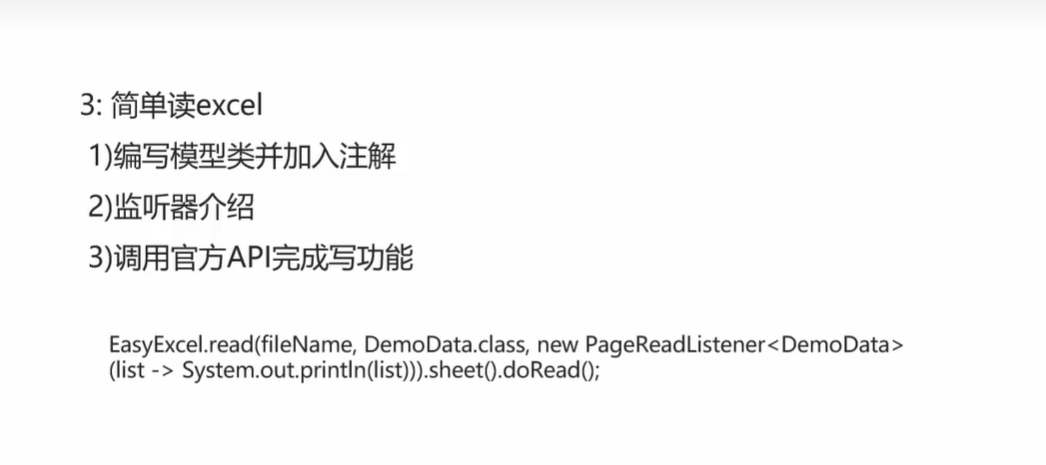 3: 简单读excel
1)编写模型类并加入注解
2)监听器介绍
3)调用官方API完成写功能
EasyExcel.read(fileName, DemoData.class, new PageReadListener<DemoData>
(list -> System.out.println(list))).sheet().doRead();